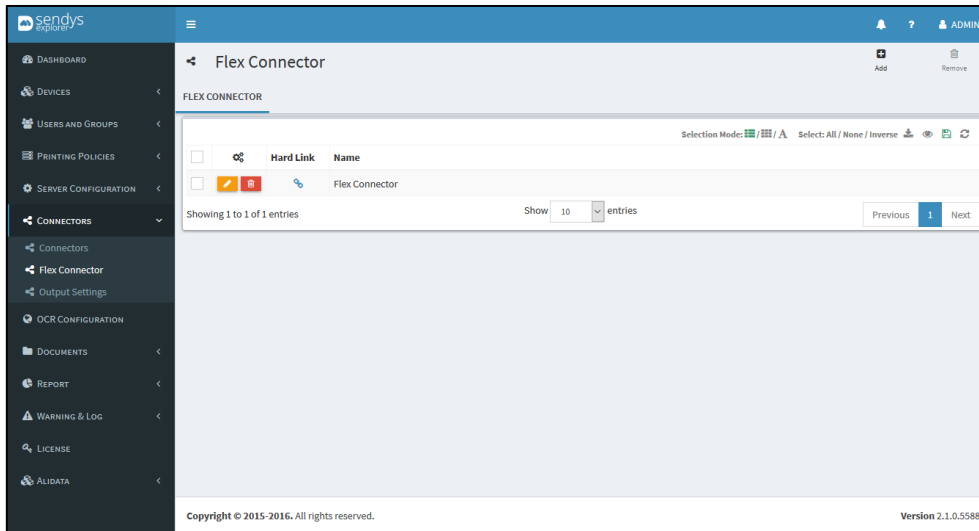 sendys
explorer
ADMIN
DASHBOARD
DEVICES
USERS AND GROUPS
PRINTING POLICIES
SERVER CONFIGURATION
CONNECTORS
Connectors
Flex Connector
Output Settings
OCR CONFIGURATION
DOCUMENTS
REPORT
WARNING & LOG
LICENSE
ALIDATA
Flex Connector
Add
Remove
FLEX CONNECTOR
Selection Mode: / / A Select: All / None / Inverse
Hard Link Name
Flex Connector
Showing 1 to 1 of 1 entries
Show 10 entries
Previous 1 Next
Copyright © 2015-2016. All rights reserved.
Version 2.1.0.5588